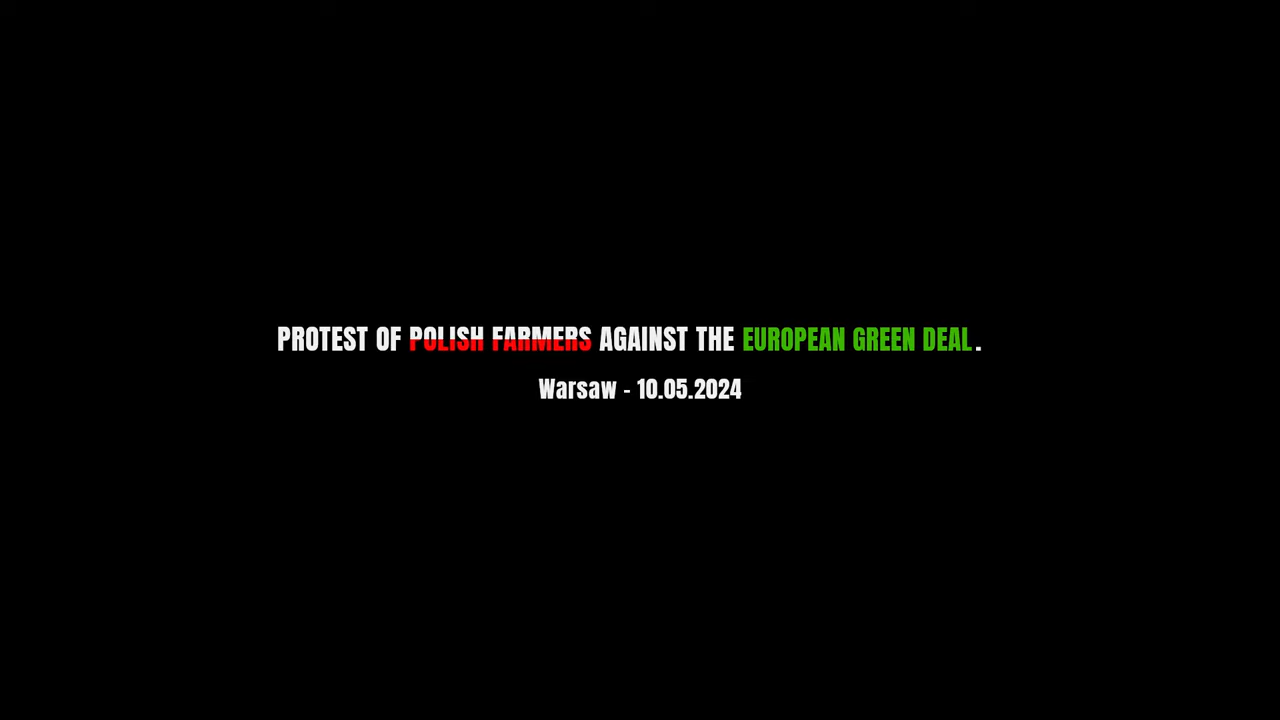 PROTEST OF POLISH FARMERS AGAINST THE EUROPEAN GREEN DEAL.
Warsaw - 10.05.2024